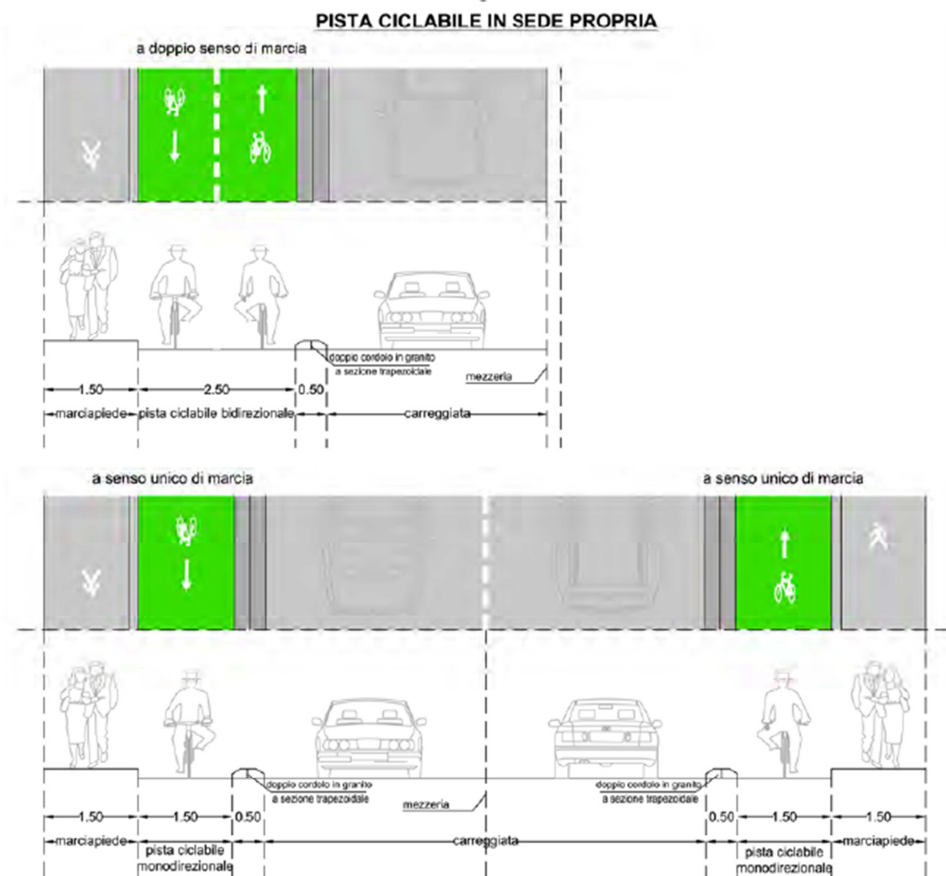 PISTA CICLABILE IN SEDE PROPRIA
a doppio senso di marcia
doppio cordolo in granito
a sezione trapezoidale
mezzeria
1.50 2.50 0.50
marciapiede pista ciclabile bidirezionale carreggiata
a senso unico di marcia a senso unico di marcia
doppio cordolo in granito doppio cordolo in granito
a sezione trapezoidale mezzeria a sezione trapezoidale
1.50 1.50 0.50 0.50 1.50 1.50
marciapiede pista ciclabile carreggiata pista ciclabile marciapiede
monodirezionale monodirezionale